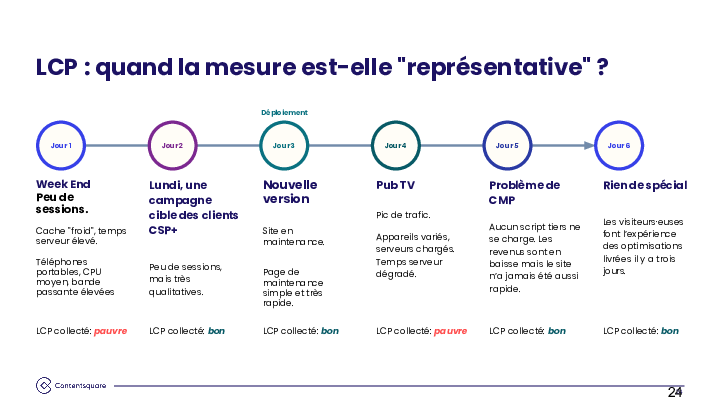 LCP : quand la mesure est-elle "représentative" ?
Déploiement
Jour 1
Jour 2
Jour 3
Jour 4
Jour 5
Jour 6
Week End
Peu de
sessions.
Cache "froid", temps
serveur élevé.
Téléphones
portables, CPU
moyen, bande
passante élevées
LCP collecté: pauvre
Lundi, une
campagne
cible des clients
CSP+
Peu de sessions,
mais très
qualitatives.
LCP collecté: bon
Nouvelle
version
Site en
maintenance.
Page de
maintenance
simple et très
rapide.
LCP collecté: bon
Pub TV
Pic de trafic.
Appareils variés,
serveurs chargés.
Temps serveur
dégradé.
LCP collecté: pauvre
Problème de
CMP
Aucun script tiers ne
se charge. Les
revenus sont en
baisse mais le site
n'a jamais été aussi
rapide.
LCP collecté: bon
Rien de spécial
Les visiteurs·euses
font l'expérience
des optimisations
livrées il y a trois
jours.
LCP collecté: bon
Contentsquare
24